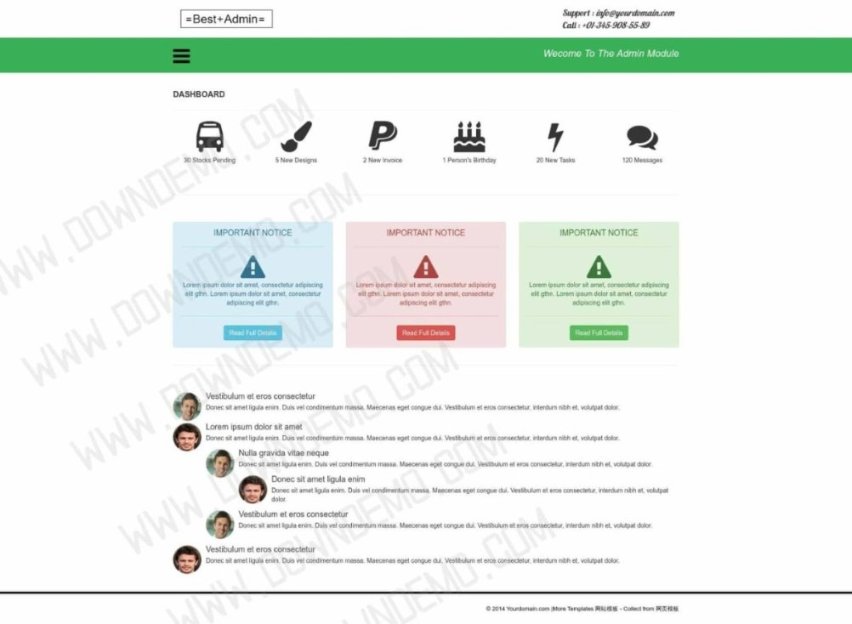 =Best+Admin=
Support : info@yourdomain.com
Call : +01-345-908-55-89
Wecome To The Admin Module
DASHBOARD
30 Stocks Pending
5 New Designs
2 New Invoice
1 Person's Birthday
20 New Tasks
120 Messages
IMPORTANT NOTICE
Lorem ipsum dolor sit amet, consectetur adipiscing
elit gthn. Lorem ipsum dolor sit amet, consectetur
adipiscing elit gthn.
Read Full Details
IMPORTANT NOTICE
Lorem ipsum dolor sit amet, consectetur adipiscing
elit gthn. Lorem ipsum dolor sit amet, consectetur
adipiscing elit gthn.
Read Full Details
IMPORTANT NOTICE
Lorem ipsum dolor sit amet, consectetur adipiscing
elit gthn. Lorem ipsum dolor sit amet, consectetur
adipiscing elit gthn.
Read Full Details
Vestibulum et eros consectetur
Donec sit amet ligula enim. Duis vel condimentum massa. Maecenas eget congue dui. Vestibulum et eros consectetur, interdum nibh et, volutpat dolor.
Lorem ipsum dolor sit amet
Donec sit amet ligula enim. Duis vel condimentum massa. Maecenas eget congue dui. Vestibulum et eros consectetur, interdum nibh et, volutpat dolor.
Nulla gravida vitae neque
Donec sit amet ligula enim. Duis vel condimentum massa. Maecenas eget congue dui. Vestibulum et eros consectetur, interdum nibh et, volutpat dolor.
Donec sit amet ligula enim
Donec sit amet ligula enim. Duis vel condimentum massa. Maecenas eget congue dui. Vestibulum et eros consectetur, interdum nibh et, volutpat
dolor.
Vestibulum et eros consectetur
Donec sit amet ligula enim. Duis vel condimentum massa. Maecenas eget congue dui. Vestibulum et eros consectetur, interdum nibh et, volutpat dolor.
Vestibulum et eros consectetur
Donec sit amet ligula enim. Duis vel condimentum massa. Maecenas eget congue dui. Vestibulum et eros consectetur, interdum nibh et, volutpat dolor.
© 2014 Yourdomain.com |More Templates 网站模板 - Collect from 网页模板
WWW.DOWNDEMO.COM
WWW.DOWNDEMO.COM
WWW.DOWNDEMO.COM
WWW.DOWNDEMO.COM
WWW.DOWNDEMO.COM